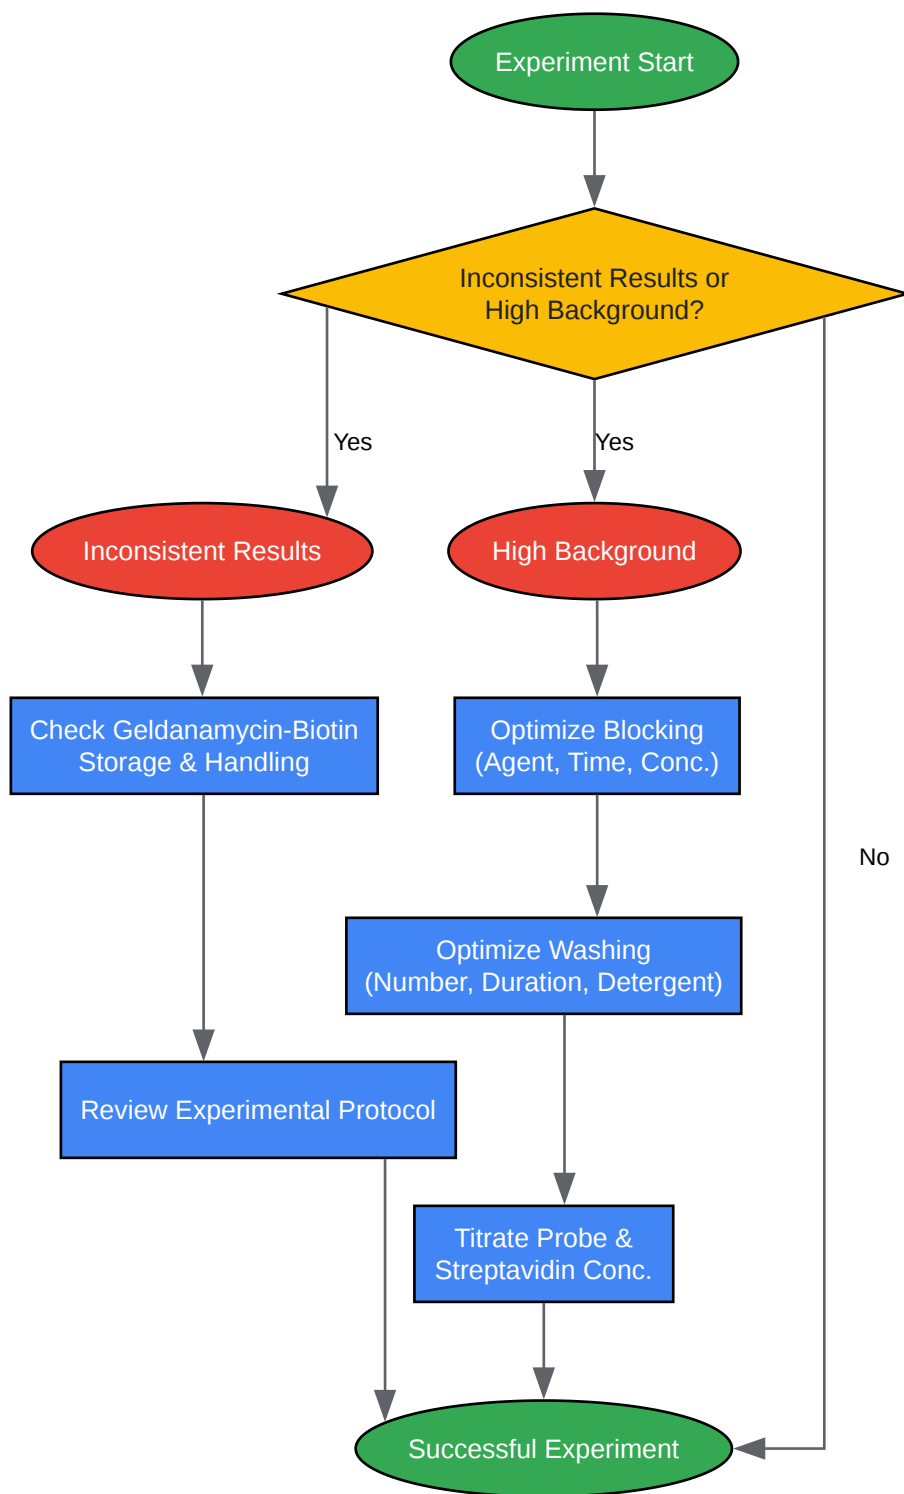 Experiment Start
Inconsistent Results or
High Background?
Yes
Yes
Inconsistent Results
High Background
Check Geldanamycin-Biotin
Storage & Handling
Optimize Blocking
(Agent, Time, Conc.)
No
Optimize Washing
(Number, Duration, Detergent)
Review Experimental Protocol
Titrate Probe &
Streptavidin Conc.
Successful Experiment